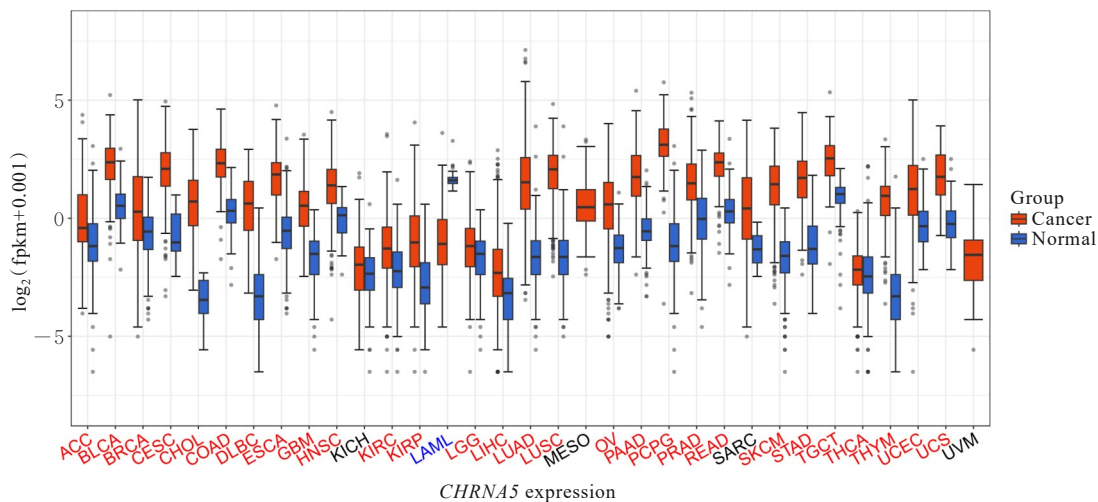 5
0
−5
log2(fpkm+0.001)
ACC
BLCA
BRCA
CESC
CHOL
COAD
DLBC
ESCA
GBM
HNSC
KICH
KIRC
KIRP
LAML
LGG
LIHC
LUAD
LUSC
MESO
OV
PAAD
PCPG
PRAD
READ
SARC
SKCM
STAD
TGCT
THCA
THYM
UCEC
UCS
UVM
CHRNA5 expression
Group
Cancer
Normal